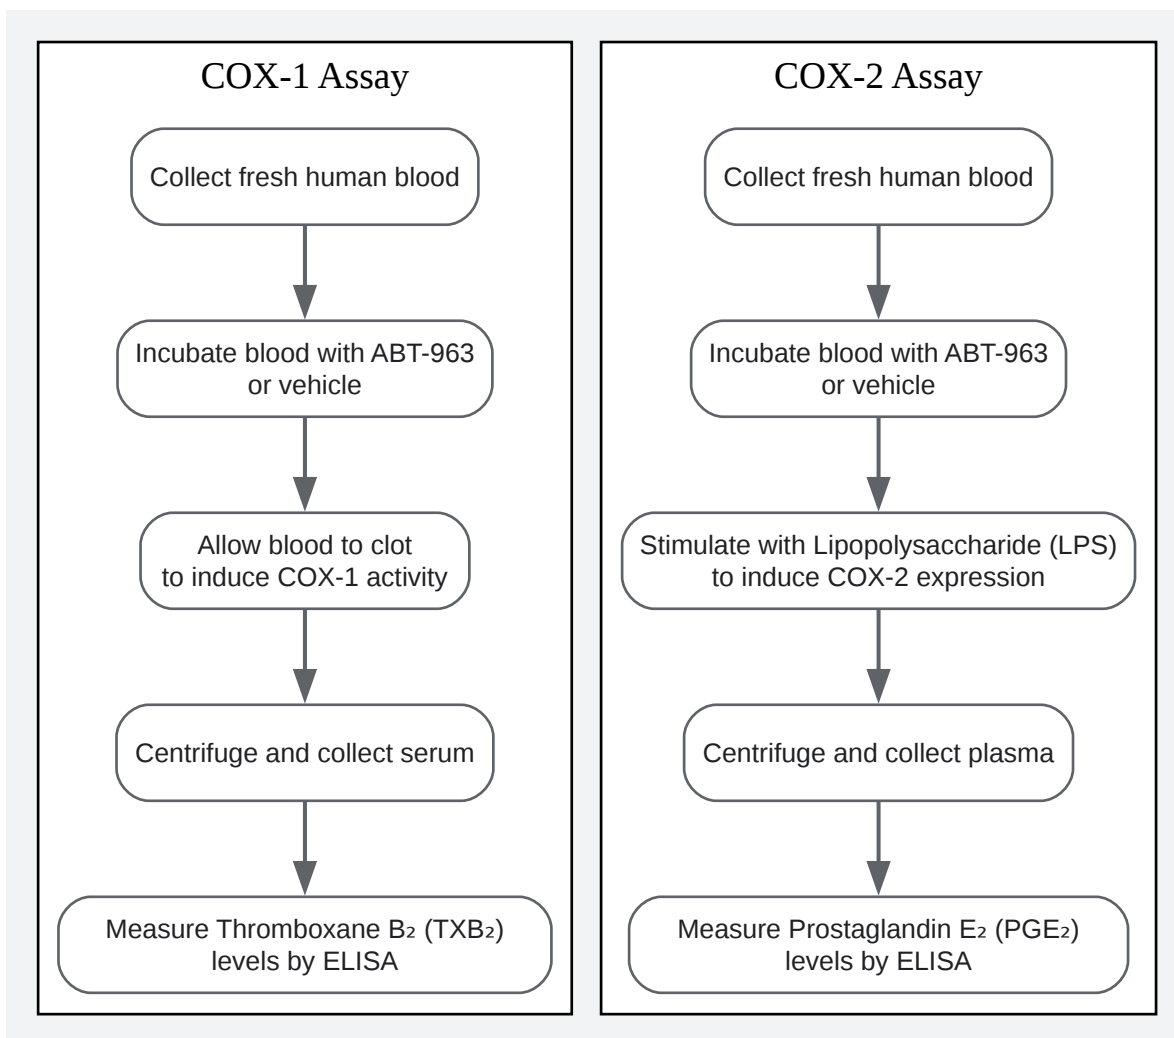 COX-1 Assay
Collect fresh human blood
Incubate blood with ABT-963
or vehicle
Allow blood to clot
to induce COX-1 activity
Centrifuge and collect serum
Measure Thromboxane B₂ (TXB₂)
levels by ELISA
COX-2 Assay
Collect fresh human blood
Incubate blood with ABT-963
or vehicle
Stimulate with Lipopolysaccharide (LPS)
to induce COX-2 expression
Centrifuge and collect plasma
Measure Prostaglandin E₂ (PGE₂)
levels by ELISA